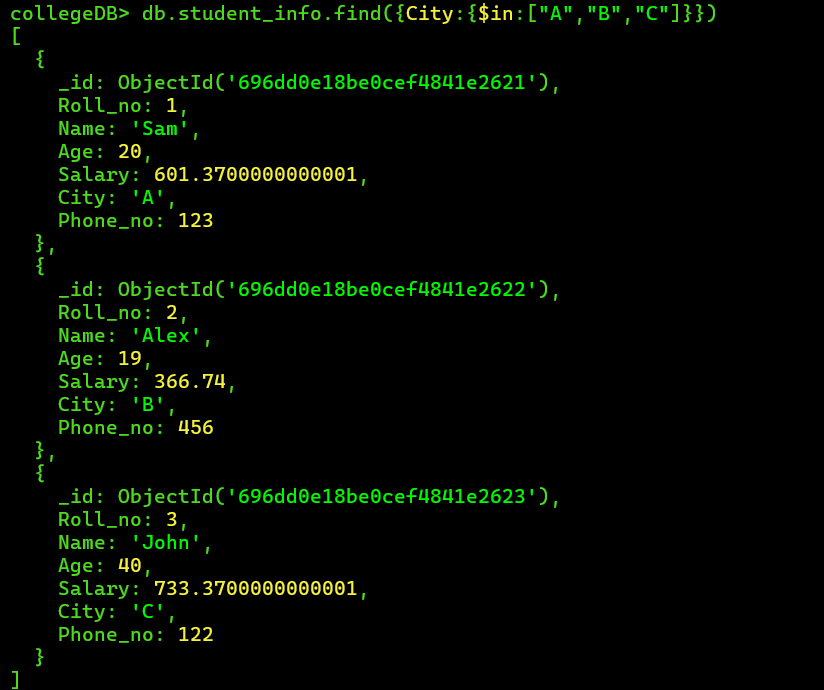 collegeDB> db.student_info.find({City:{$in:["A","B","C"]}})
[
  {
    _id: ObjectId('696dd0e18be0cef4841e2621'),
    Roll_no: 1,
    Name: 'Sam',
    Age: 20,
    Salary: 601.3700000000001,
    City: 'A',
    Phone_no: 123
  },
  {
    _id: ObjectId('696dd0e18be0cef4841e2622'),
    Roll_no: 2,
    Name: 'Alex',
    Age: 19,
    Salary: 366.74,
    City: 'B',
    Phone_no: 456
  },
  {
    _id: ObjectId('696dd0e18be0cef4841e2623'),
    Roll_no: 3,
    Name: 'John',
    Age: 40,
    Salary: 733.3700000000001,
    City: 'C',
    Phone_no: 122
  }
]